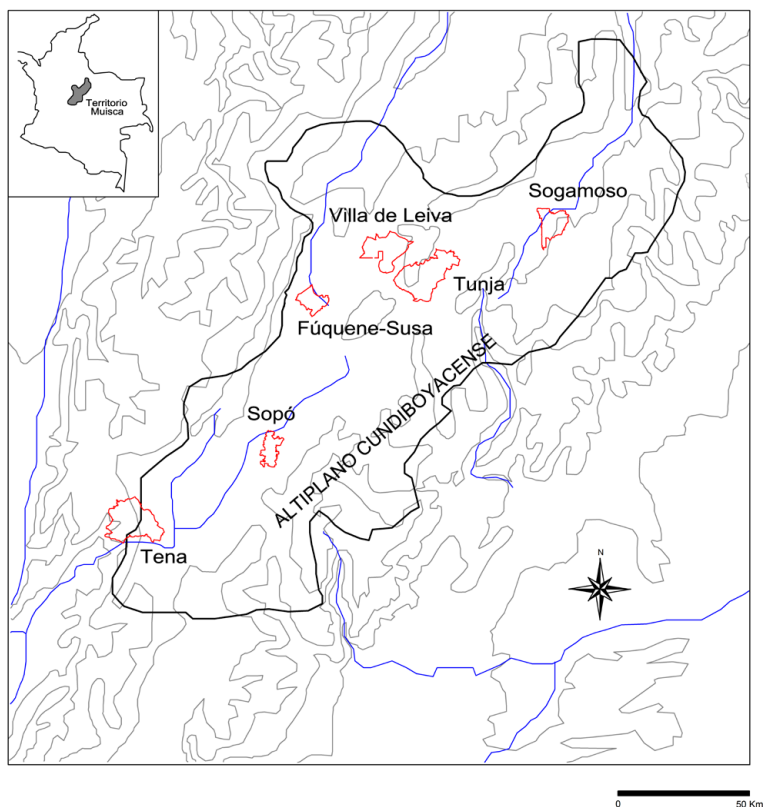 Territorio
Muisca
Sogamoso
Villa de Leiva
Tunja
Fúquene-Susa
ALTIPLANO CUNDIBOYACENSE
Sopó
Tena
N
0 50 Km